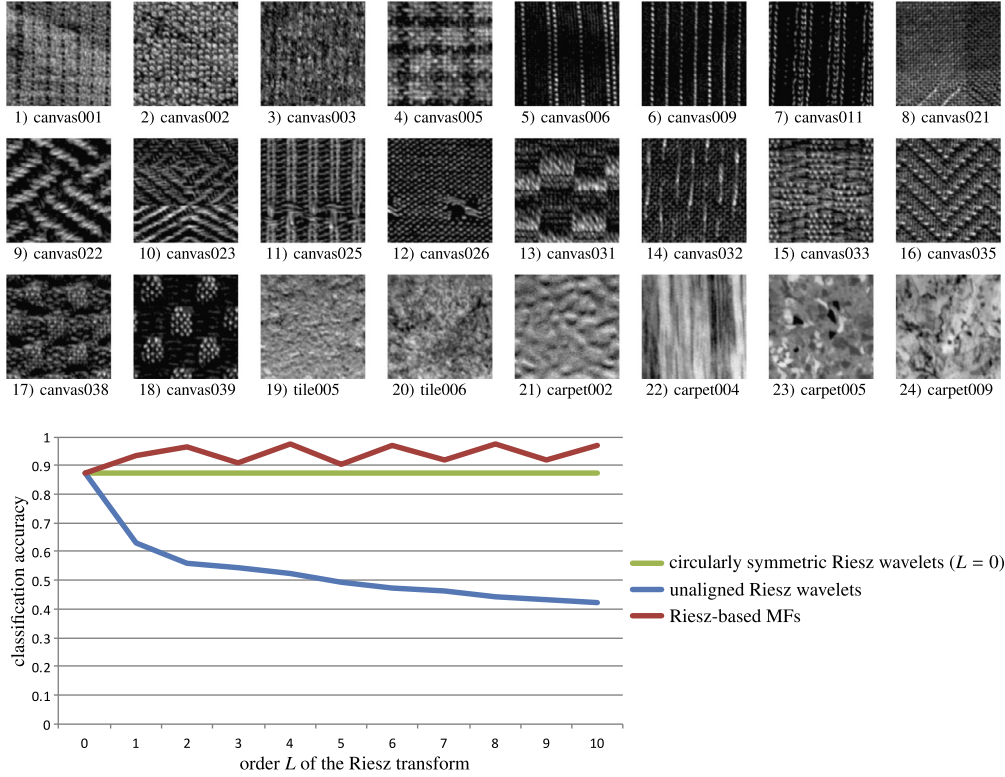 1) canvas001 2) canvas002 3) canvas003 4) canvas005 5) canvas006 6) canvas009 7) canvas011 8) canvas021
9) canvas022 10) canvas023 11) canvas025 12) canvas026 13) canvas031 14) canvas032 15) canvas033 16) canvas035
17) canvas038 18) canvas039 19) tile005 20) tile006 21) carpet002 22) carpet004 23) carpet005 24) carpet009
classification accuracy
1
0.9
0.8
0.7
0.6
0.5
0.4
0.3
0.2
0.1
0
0 1 2 3 4 5 6 7 8 9 10
order L of the Riesz transform
circularly symmetric Riesz wavelets (L = 0)
unaligned Riesz wavelets
Riesz-based MFs